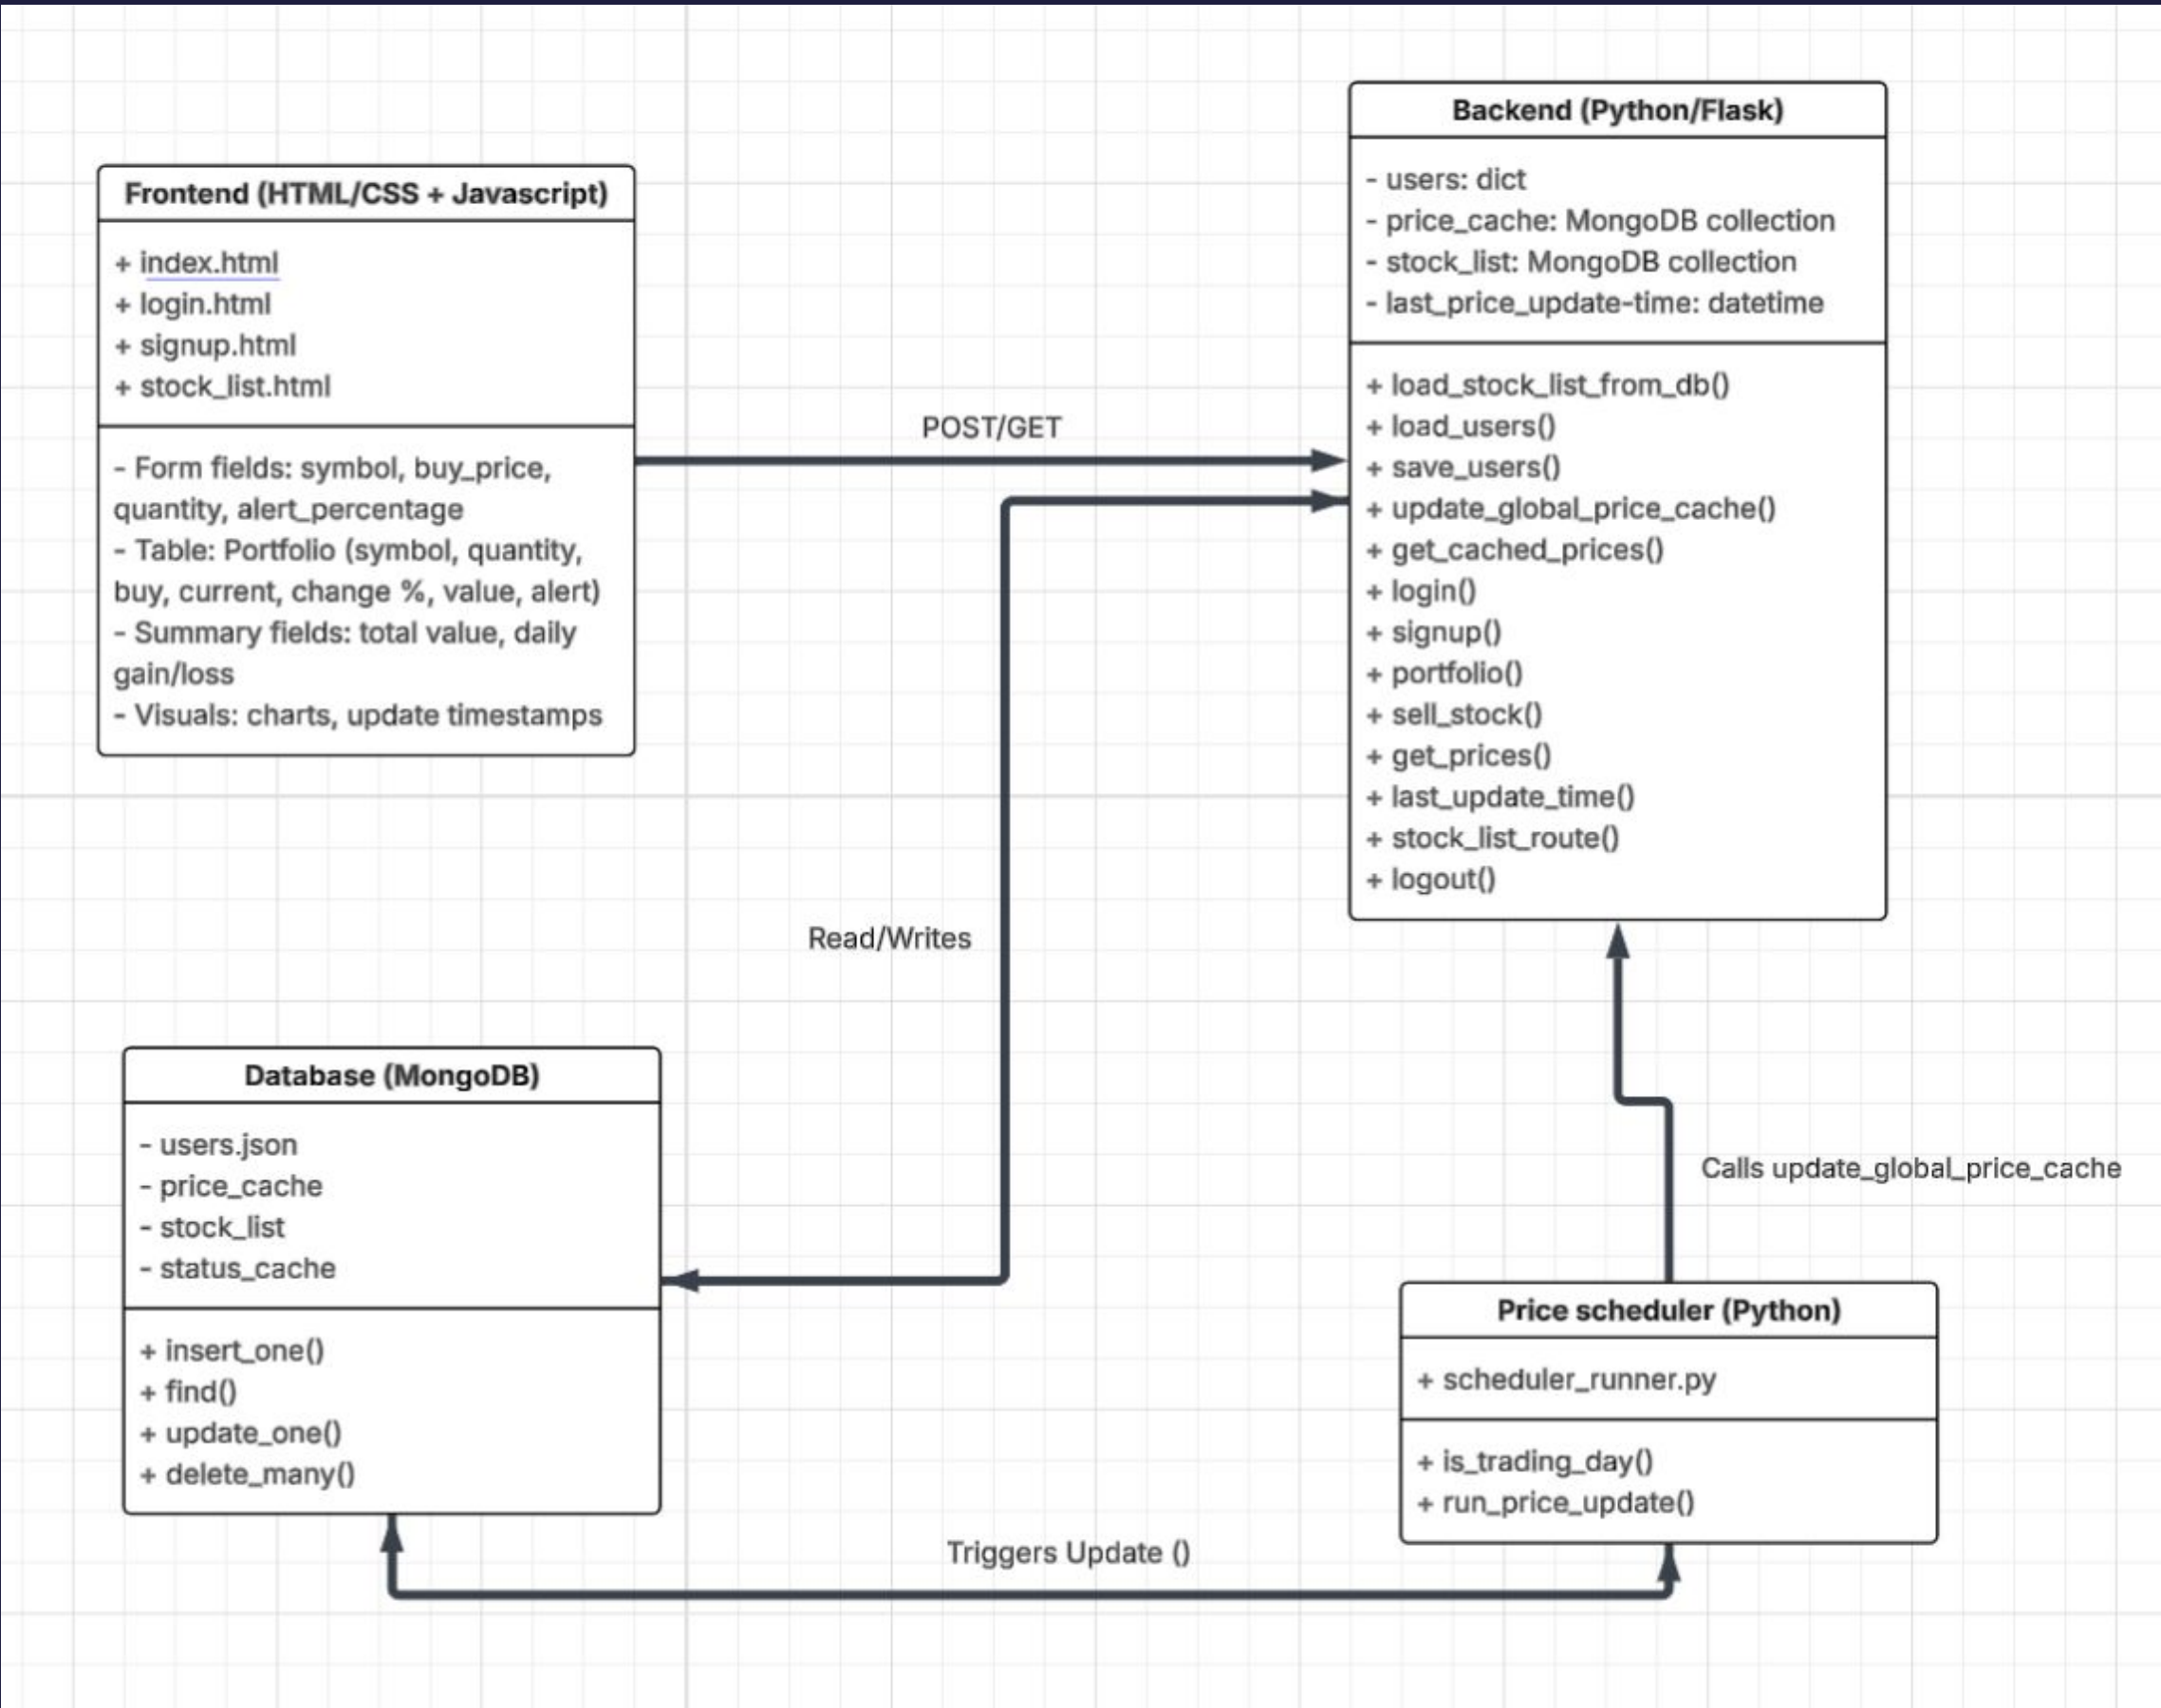 Frontend (HTML/CSS + Javascript)
+ index.html
+ login.html
+ signup.html
+ stock_list.html
- Form fields: symbol, buy_price,
quantity, alert_percentage
- Table: Portfolio (symbol, quantity,
buy, current, change %, value, alert)
- Summary fields: total value, daily
gain/loss
- Visuals: charts, update timestamps
POST/GET
Backend (Python/Flask)
- users: dict
- price_cache: MongoDB collection
- stock_list: MongoDB collection
- last_price_update-time: datetime
+ load_stock_list_from_db()
+ load_users()
+ save_users()
+ update_global_price_cache()
+ get_cached_prices()
+ login()
+ signup()
+ portfolio()
+ sell_stock()
+ get_prices()
+ last_update_time()
+ stock_list_route()
+ logout()
Read/Writes
Database (MongoDB)
- users.json
- price_cache
- stock_list
- status_cache
+ insert_one()
+ find()
+ update_one()
+ delete_many()
Calls update_global_price_cache
Price scheduler (Python)
+ scheduler_runner.py
+ is_trading_day()
+ run_price_update()
Triggers Update ()